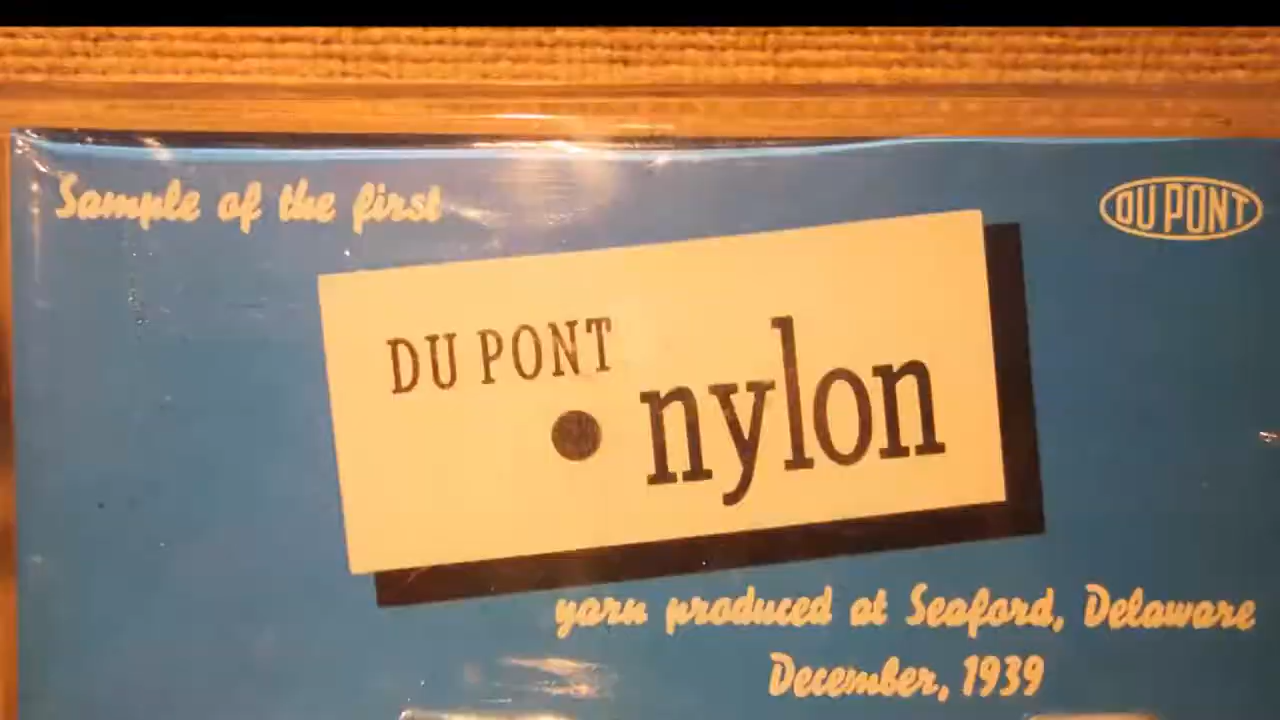 Sample of the first
DU PONT
DU PONT
nylon
yarn produced at Seaford, Delaware
December, 1939